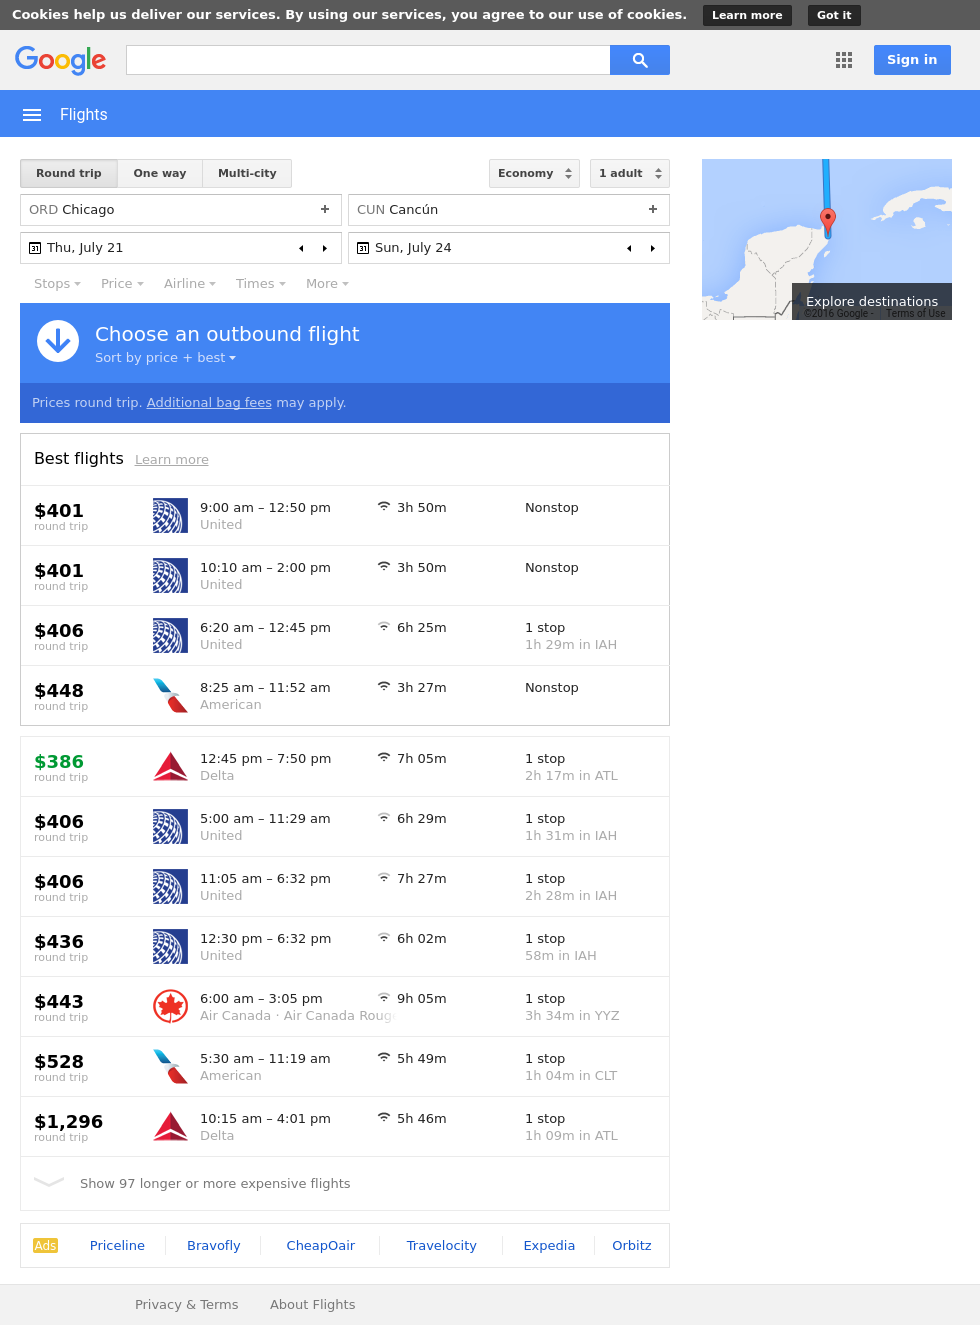 Cookies help us deliver our services. By using our services, you agree to our use of cookies. Learn more Got it
Google Sign in
Flights
Round trip One way Multi-city Economy 1 adult
ORD Chicago + CUN Cancún +
31 Thu, July 21 31 Sun, July 24
Stops Price Airline Times More
Explore destinations
©2016 Google - Terms of Use
Choose an outbound flight
Sort by price + best
Prices round trip. Additional bag fees may apply.
Best flights Learn more
$401 9:00 am – 12:50 pm 3h 50m Nonstop
round trip United
$401 10:10 am – 2:00 pm 3h 50m Nonstop
round trip United
$406 6:20 am – 12:45 pm 6h 25m 1 stop
round trip United 1h 29m in IAH
$448 8:25 am – 11:52 am 3h 27m Nonstop
round trip American
$386 12:45 pm – 7:50 pm 7h 05m 1 stop
round trip Delta 2h 17m in ATL
$406 5:00 am – 11:29 am 6h 29m 1 stop
round trip United 1h 31m in IAH
$406 11:05 am – 6:32 pm 7h 27m 1 stop
round trip United 2h 28m in IAH
$436 12:30 pm – 6:32 pm 6h 02m 1 stop
round trip United 58m in IAH
$443 6:00 am – 3:05 pm 9h 05m 1 stop
round trip Air Canada · Air Canada Roug 3h 34m in YYZ
$528 5:30 am – 11:19 am 5h 49m 1 stop
round trip American 1h 04m in CLT
$1,296 10:15 am – 4:01 pm 5h 46m 1 stop
round trip Delta 1h 09m in ATL
Show 97 longer or more expensive flights
Ads Priceline Bravofly CheapOair Travelocity Expedia Orbitz
Privacy & Terms About Flights